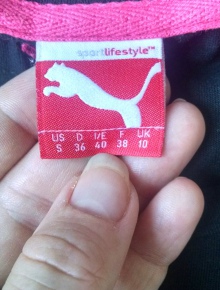 sportlifestyle™
US D I/E F UK
S 36 40 38 10